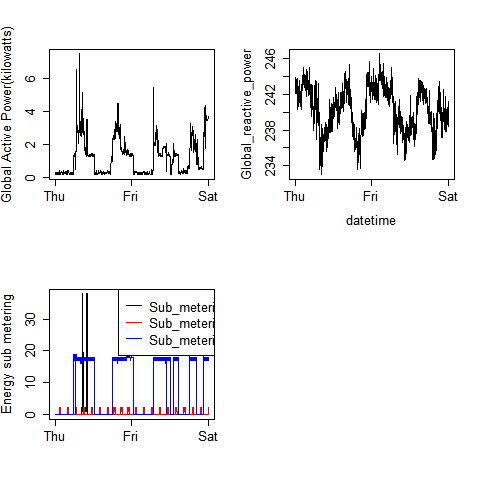 Global Active Power(kilowatts)
0 2 4 6
Thu Fri Sat
Global_reactive_power
234 238 242 246
Thu Fri Sat
datetime
Energy sub metering
0 10 20 30
Thu Fri Sat
Sub_meteri
Sub_meteri
Sub_meteri